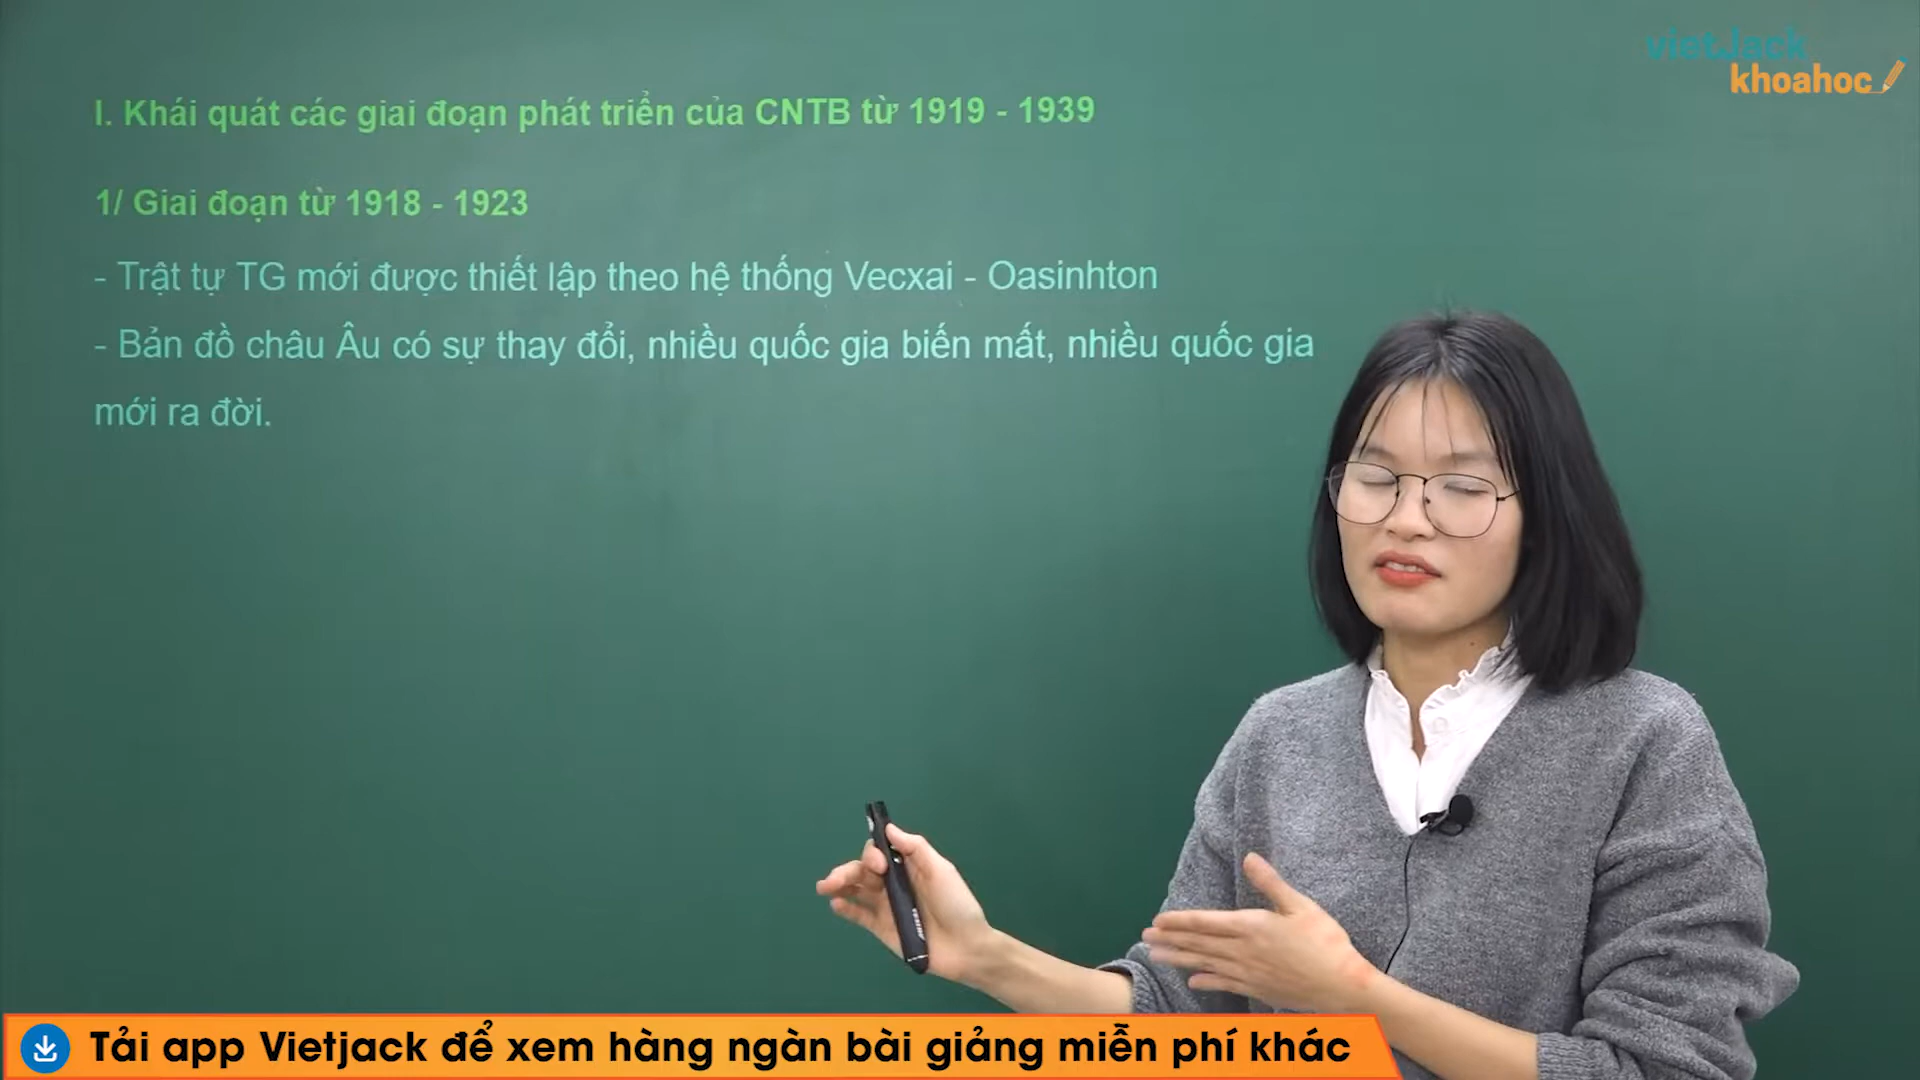 vietJack
khoahoc
I. Khái quát các giai đoạn phát triển của CNTB từ 1919 - 1939
1/ Giai đoạn từ 1918 - 1923
- Trật tự TG mới được thiết lập theo hệ thống Vecxai - Oasinhton
- Bản đồ châu Âu có sự thay đổi, nhiều quốc gia biến mất, nhiều quốc gia
mới ra đời.
Tải app Vietjack để xem hàng ngàn bài giảng miễn phí khác